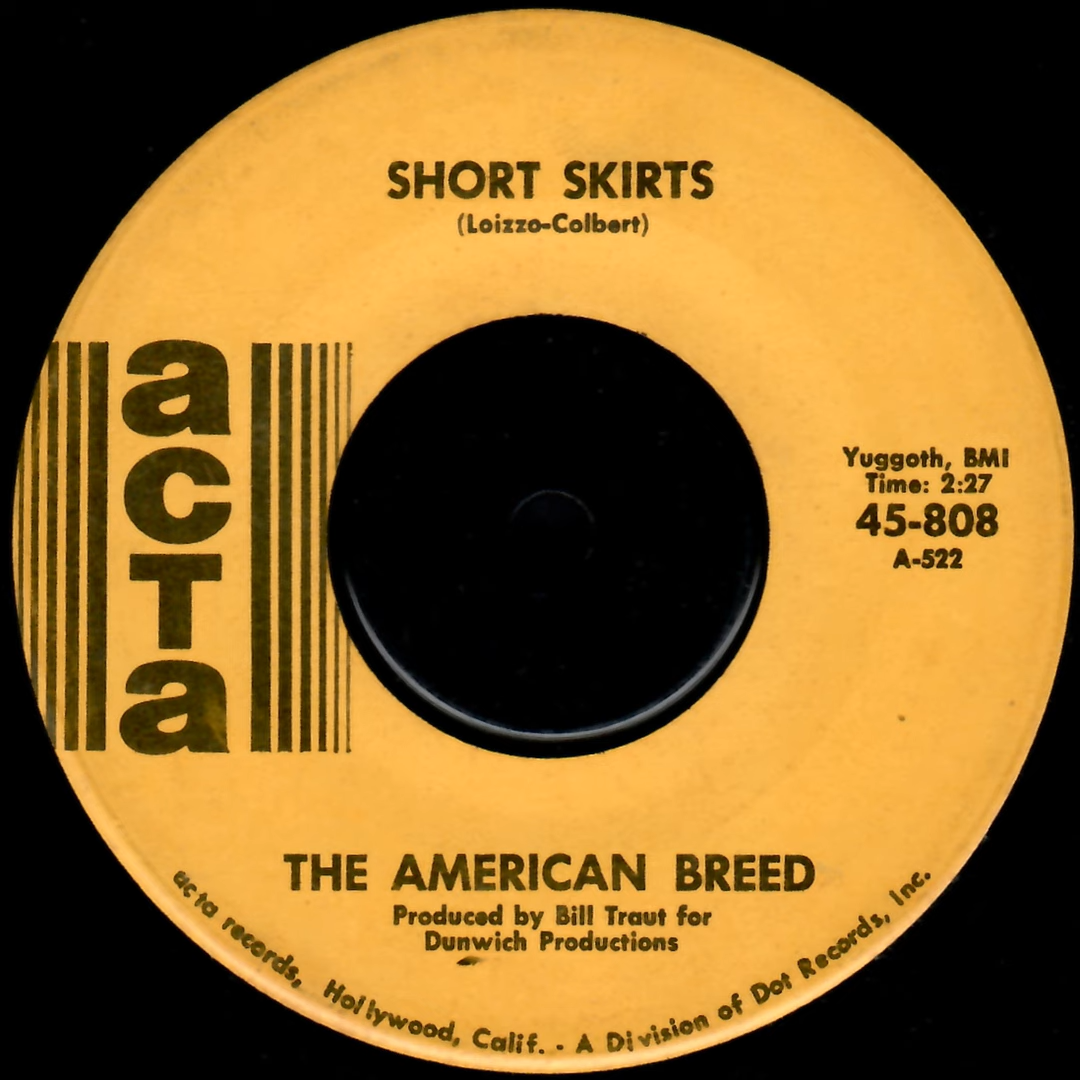 SHORT SKIRTS
(Loizzo-Colbert)
acTa
Yuggoth, BMI
Time: 2:27
45-808
A-522
THE AMERICAN BREED
Produced by Bill Traut for
Dunwich Productions
acta records, Hollywood, Calif. - A Division of Dot Records, Inc.